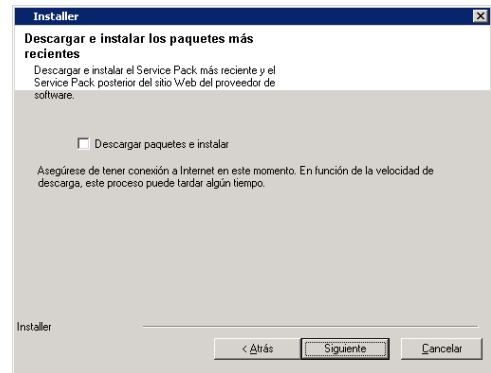 Installer
Descargar e instalar los paquetes más
recientes
Descargar e instalar el Service Pack más reciente y el
Service Pack posterior del sitio Web del proveedor de
software.
Descargar paquetes e instalar
Asegúrese de tener conexión a Internet en este momento. En función de la velocidad de
descarga, este proceso puede tardar algún tiempo.
Installer
< Atrás
Siguiente
Cancelar